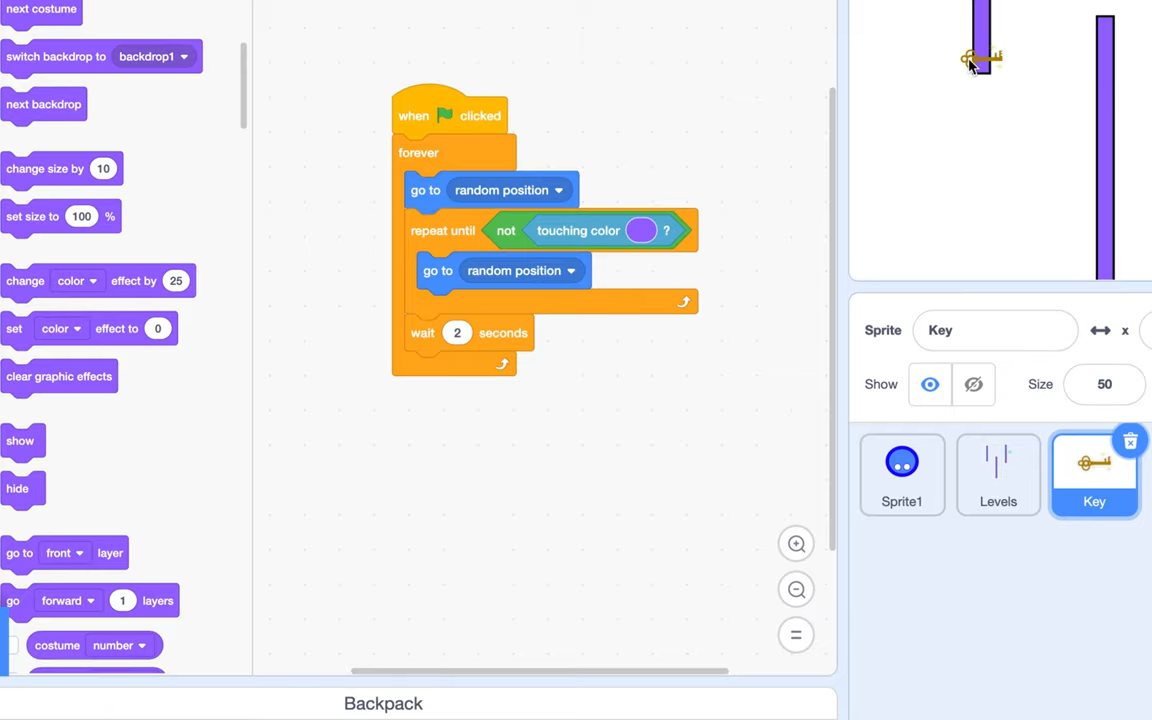 next costume
switch backdrop to backdrop1
next backdrop
change size by 10
set size to 100 %
change color effect by 25
set color effect to 0
clear graphic effects
show
hide
go to front layer
go forward 1 layers
costume number
when clicked
forever
go to random position
repeat until not touching color ?
go to random position
wait 2 seconds
Backpack
Sprite Key x
Show Size 50
Sprite1
Levels
Key